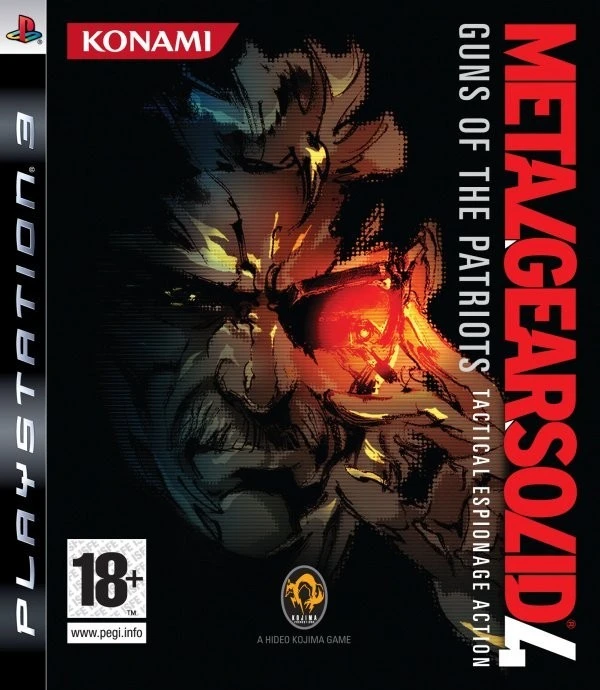 PLAYSTATION 3
KONAMI
METAL GEAR SOLID 4
GUNS OF THE PATRIOTS TACTICAL ESPIONAGE ACTION
18+
TM
www.pegi.info
KOJIMA
A HIDEO KOJIMA GAME